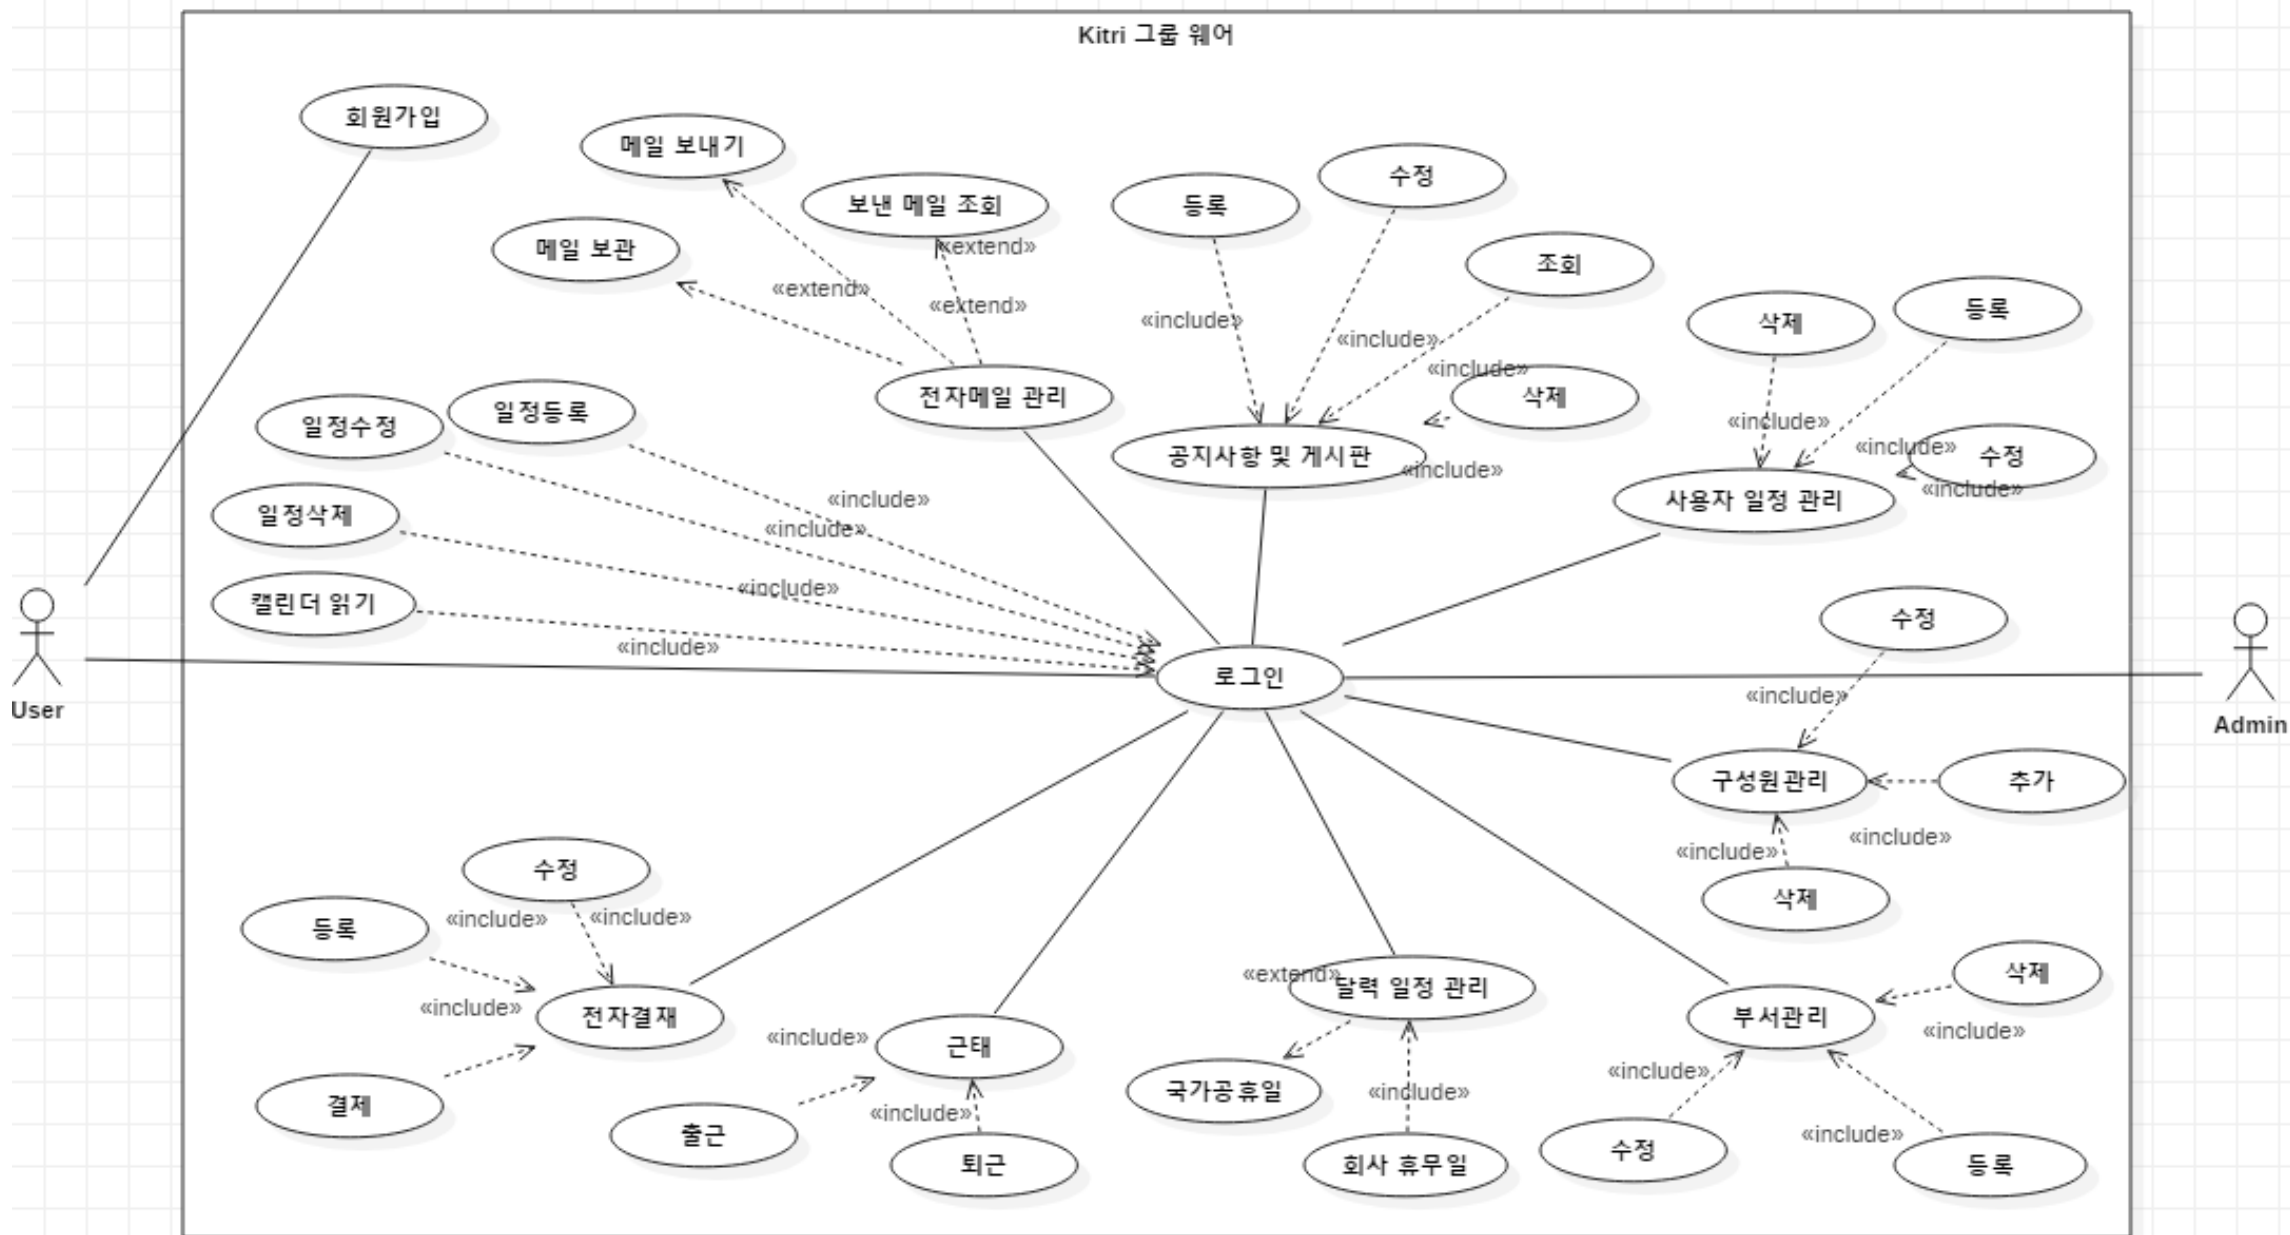 Kitri 그룹 웨어
회원가입
메일 보내기
수정
보낸 메일 조회
등록
메일 보관
«extend»
조회
«extend»
«extend»
삭제
등록
«include»
«include»
«include»
전자메일 관리
삭제
일정수정
일정등록
«include»
«include»
수정
공지사항 및 게시판
«include»
«include»
사용자 일정 관리
«include»
일정삭제
«include»
«include»
캘린더 읽기
«include»
수정
«include»
로그인
«include»
User
Admin
구성원관리
추가
«include»
«include»
수정
삭제
등록
«include»
«include»
«extend»
달력 일정 관리
삭제
«include»
전자결재
부서관리
«include»
«include»
근태
«include»
국가공휴일
«include»
결제
«include»
출근
«include»
수정
퇴근
회사 휴무일
등록